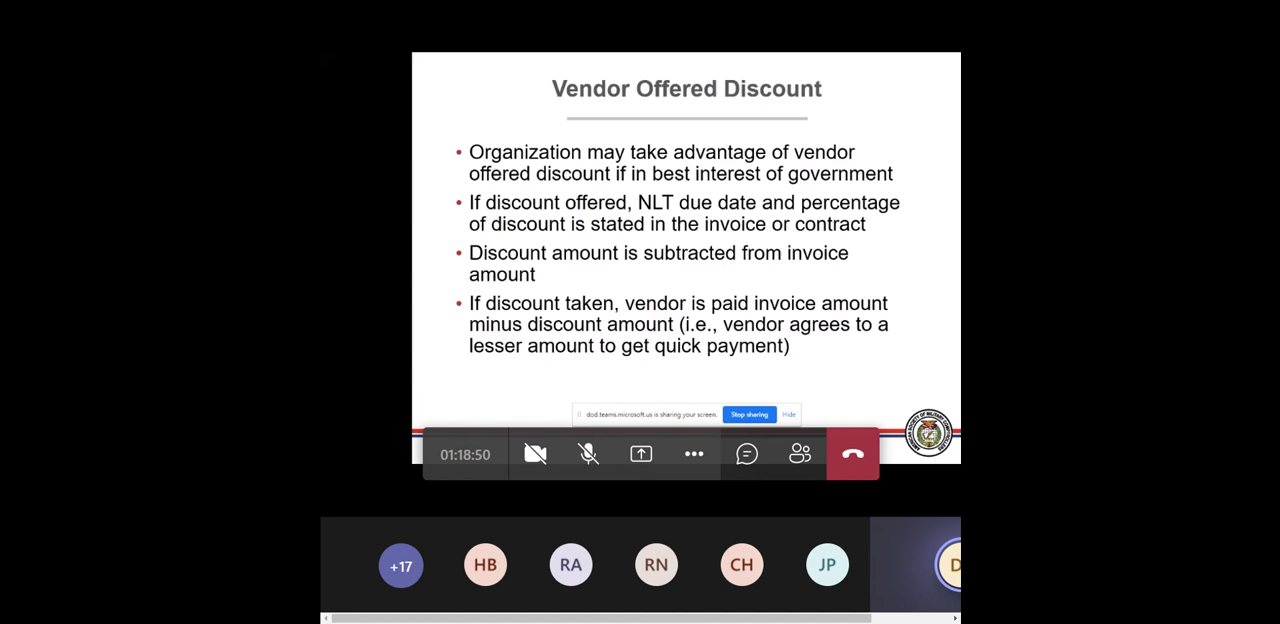 Vendor Offered Discount
• Organization may take advantage of vendor
offered discount if in best interest of government
• If discount offered, NLT due date and percentage
of discount is stated in the invoice or contract
• Discount amount is subtracted from invoice
amount
• If discount taken, vendor is paid invoice amount
minus discount amount (i.e., vendor agrees to a
lesser amount to get quick payment)
dod.teams.microsoft.us is sharing your screen. Stop sharing Hide
01:18:50
+17 HB RA RN CH JP D